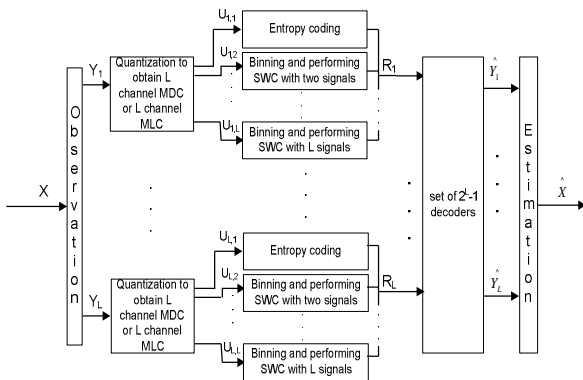 X
Observation
Y1
YL
Quantization to
obtain L
channel MDC
or L channel
MLC
U1,1
U1,2
U1,L
Entropy coding
Binning and performing
SWC with two signals
Binning and performing
SWC with L signals
R1
Quantization to
obtain L
channel MDC
or L channel
MLC
UL,1
UL,2
UL,L
Entropy coding
Binning and performing
SWC with two signals
Binning and performing
SWC with L signals
RL
set of 2^L-1
decoders
Ŷ1
ŶL
Estimation
X̂